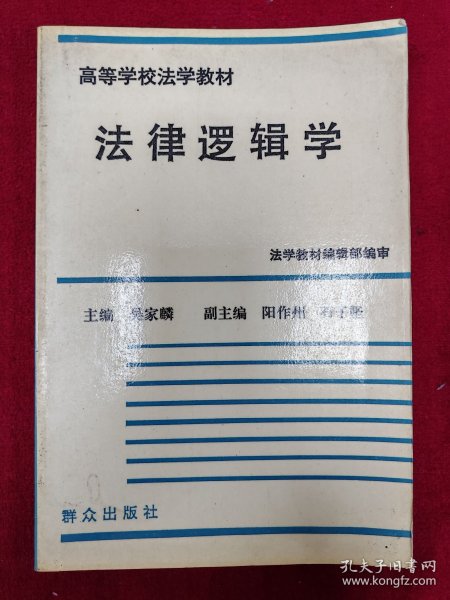 高等学校法学教材
法律逻辑学
法学教材编辑部编审
主编 吴家麟 副主编 阳作州
群众出版社
孔夫子旧书网
www.kongfz.com